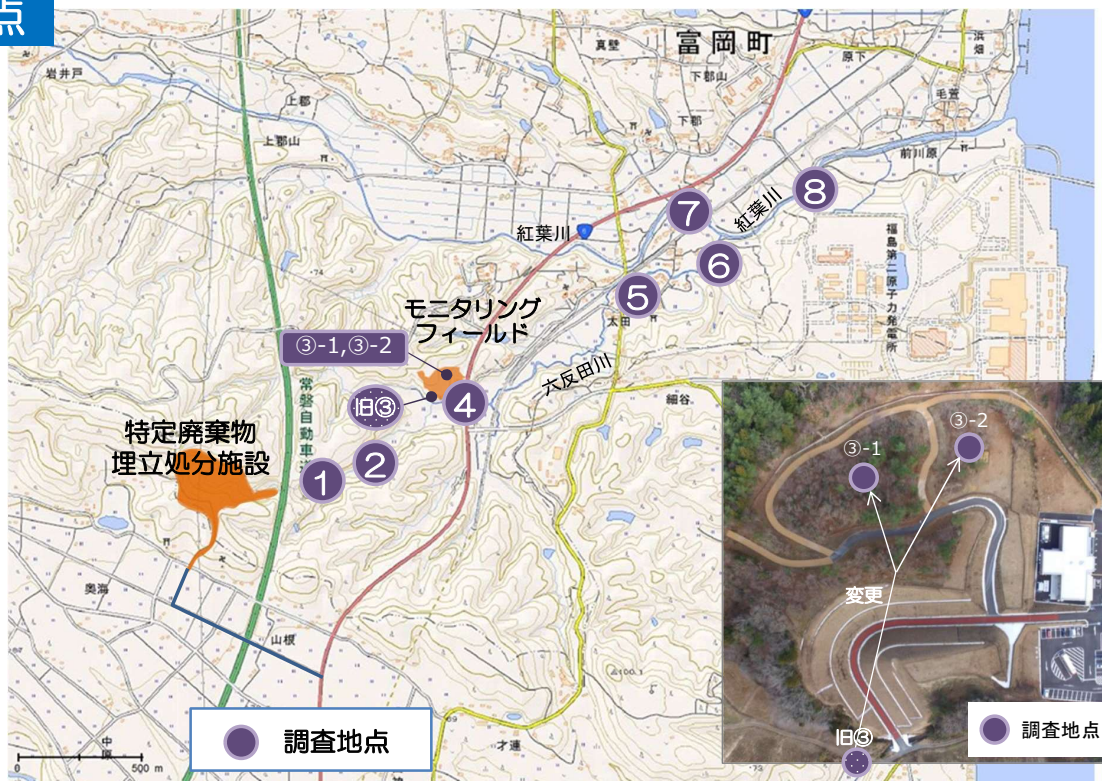 点
富岡町
真壁
浜畑
原下
岩井戸
下郡山
毛萱
上郡
下郡
上郡山
前川原
8
7
紅葉川
紅葉川
6
福島第二原子力発電所
5
・74
モニタリング
フィールド
太田
③-1,③-2
六反田川
常磐自動車道
旧③
4
細谷
特定廃棄物
埋立処分施設
2
1
③-2
③-1
奥海
変更
山根
△100.1
調査地点
旧③
調査地点
69
才連
中原
0
500 m